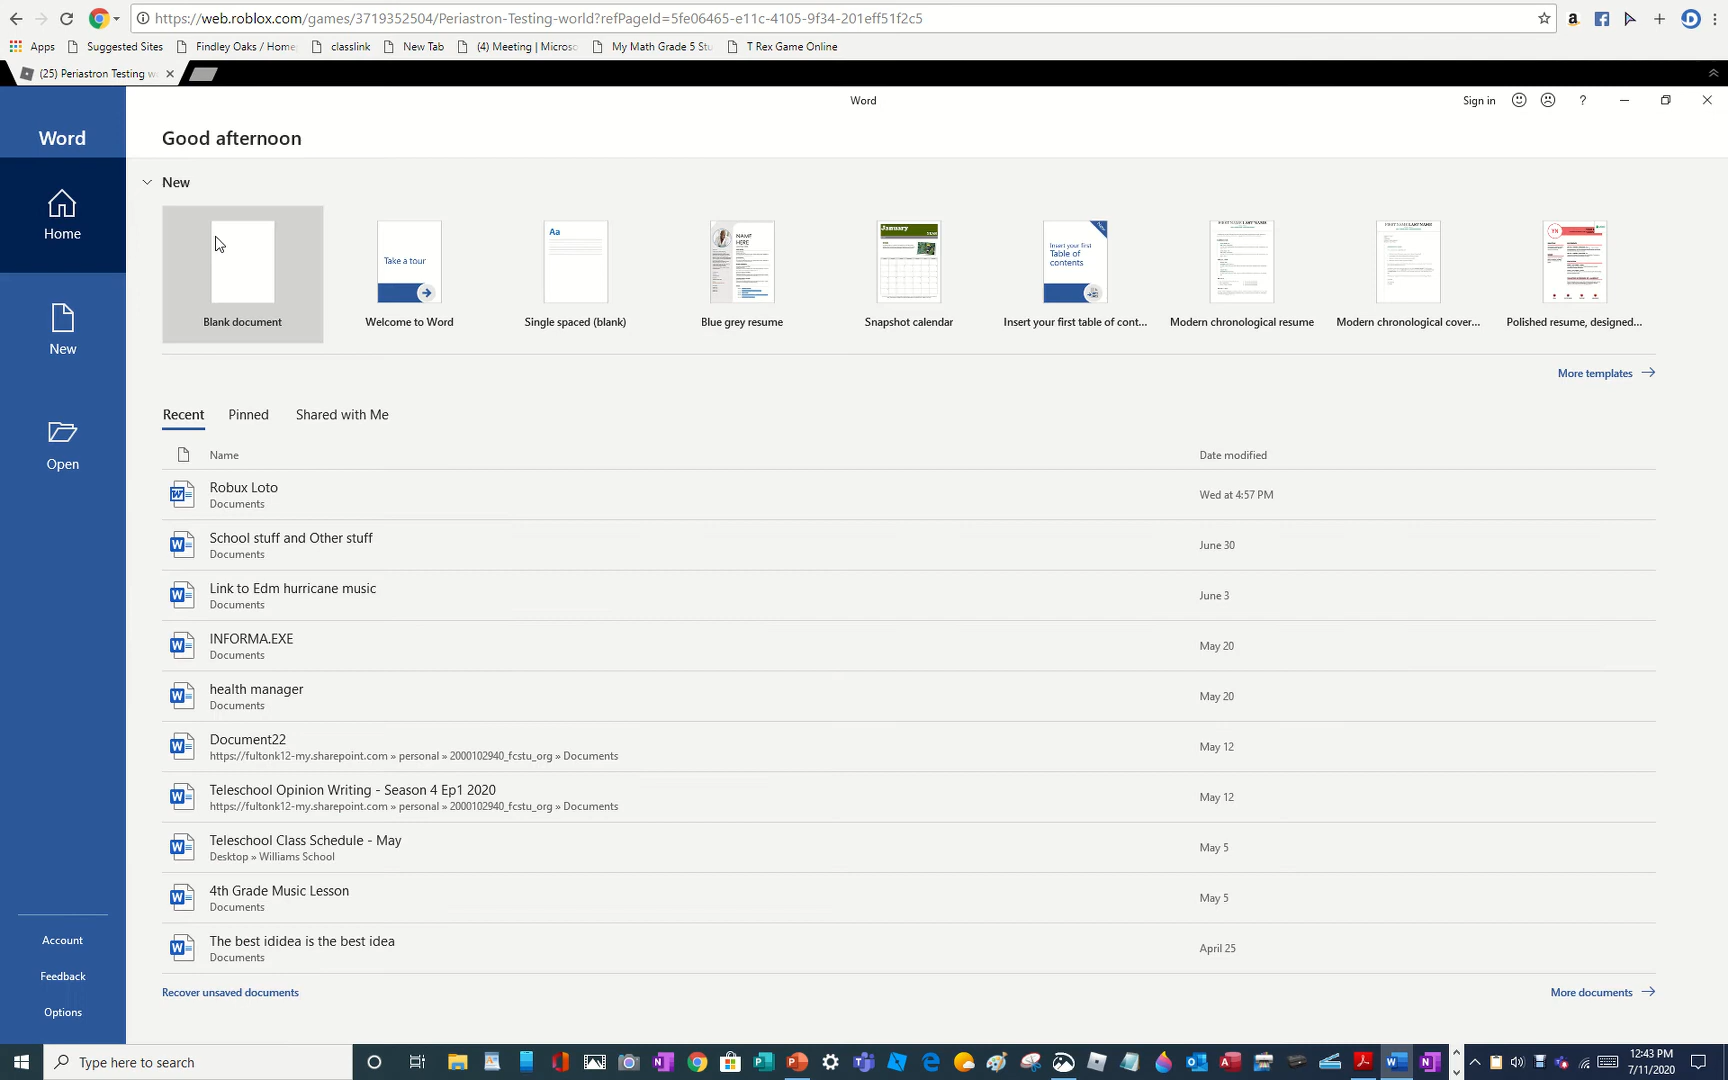 https://web.roblox.com/games/3719352504/Periastron-Testing-world?refPageId=5fe06465-e11c-4105-9f34-201eff51f2c5
Apps Suggested Sites Findley Oaks / Home classlink New Tab (4) Meeting | Microso My Math Grade 5 Stu T Rex Game Online
(25) Periastron Testing w
Word Sign in ?
Word Good afternoon
New
Home
New
Open
Aa
Take a tour
NAME
HERE
January
Insert your first
Table of
contents
Blank document Welcome to Word Single spaced (blank) Blue grey resume Snapshot calendar Insert your first table of cont... Modern chronological resume Modern chronological cover... Polished resume, designed...
More templates
Recent Pinned Shared with Me
Name Date modified
Robux Loto Wed at 4:57 PM
Documents
School stuff and Other stuff June 30
Documents
Link to Edm hurricane music June 3
Documents
INFORMA.EXE May 20
Documents
health manager May 20
Documents
Document22 May 12
https://fultonk12-my.sharepoint.com » personal » 2000102940_fcstu_org » Documents
Teleschool Opinion Writing - Season 4 Ep1 2020 May 12
https://fultonk12-my.sharepoint.com » personal » 2000102940_fcstu_org » Documents
Teleschool Class Schedule - May May 5
Desktop » Williams School
4th Grade Music Lesson May 5
Documents
The best ididea is the best idea April 25
Documents
Recover unsaved documents More documents
Account
Feedback
Options
Type here to search
12:43 PM
7/11/2020